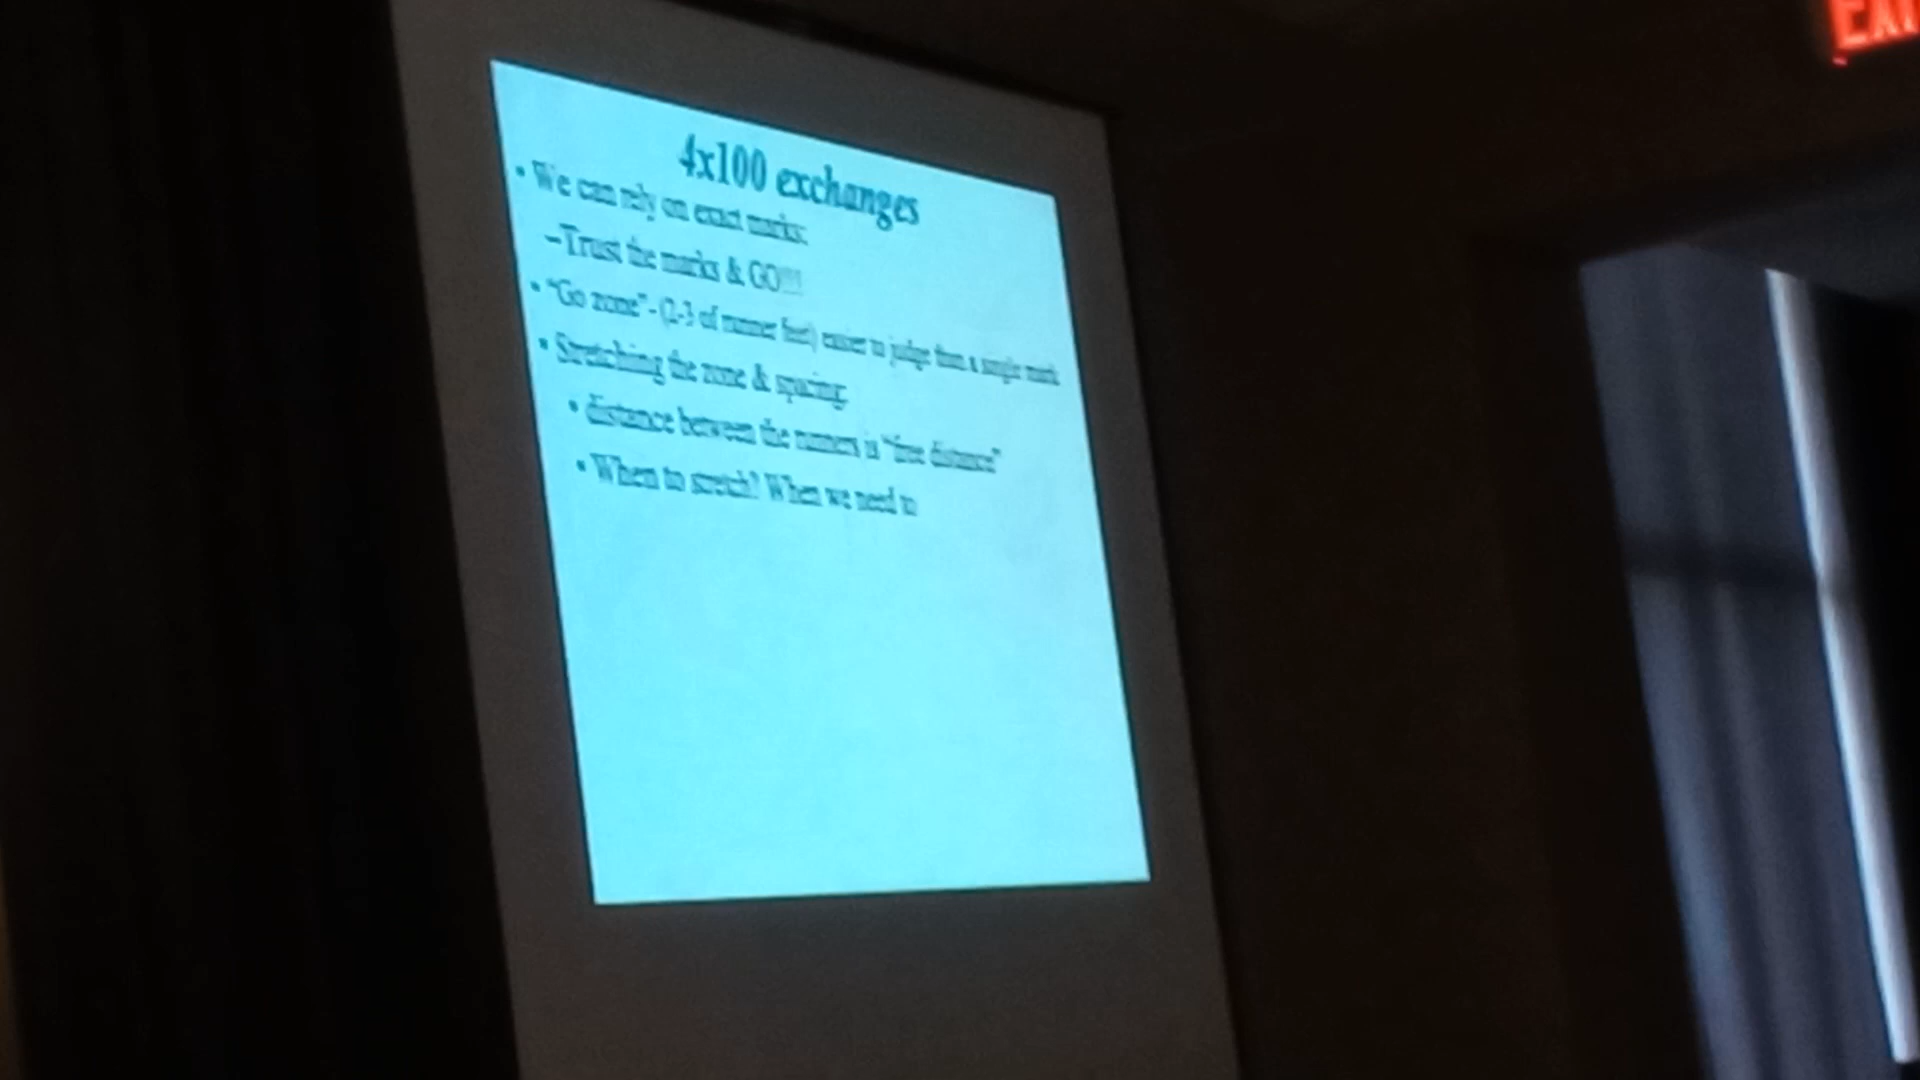 4x100 exchanges
• We can rely on exact marks:
–Trust the marks & GO!!!!
• "Go zone"- (2-3 of runner feet) easier to judge than a single mark
• Stretching the zone & spacing:
• distance between the runners is "free distance"
• When to stretch? When we need to
EXIT